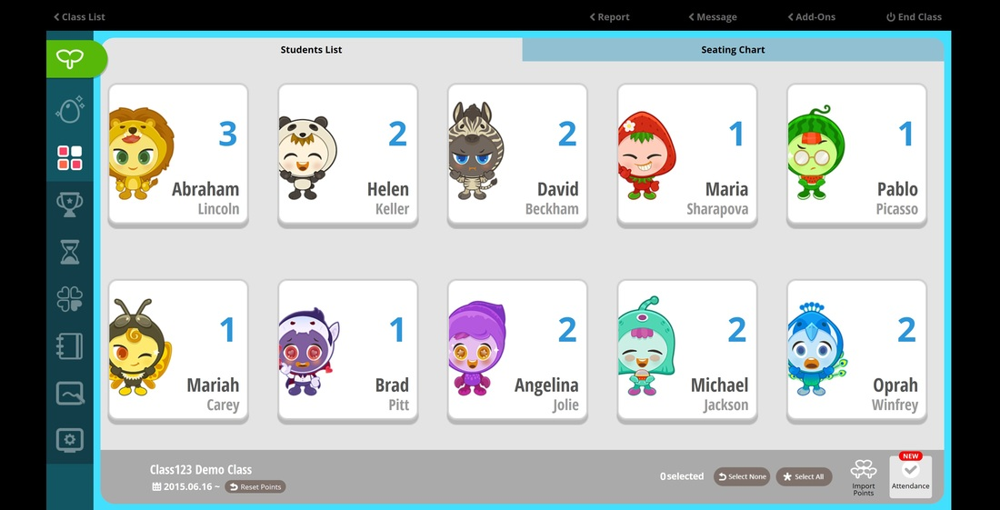 Class List
Report
Message
Add-Ons
End Class
Students List
Seating Chart
3
Abraham
Lincoln
2
Helen
Keller
2
David
Beckham
1
Maria
Sharapova
1
Pablo
Picasso
1
Mariah
Carey
1
Brad
Pitt
2
Angelina
Jolie
2
Michael
Jackson
2
Oprah
Winfrey
Class123 Demo Class
2015.06.16 ~
Reset Points
0 selected
Select None
Select All
Import
Points
NEW
Attendance